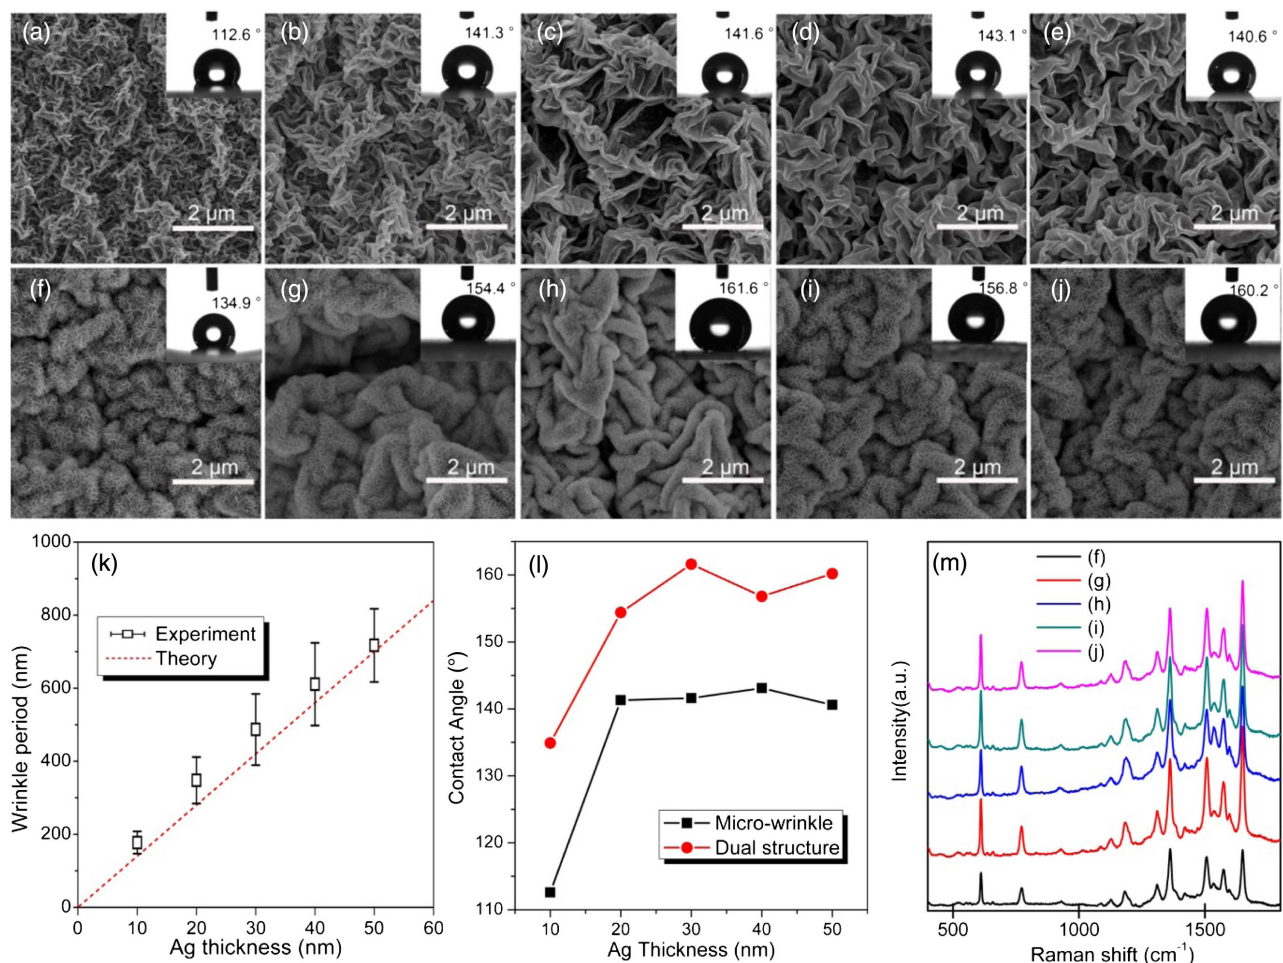 (a) 112.6 °
2 μm
(b) 141.3 °
2 μm
(c) 141.6 °
2 μm
(d) 143.1 °
2 μm
(e) 140.6 °
2 μm
(f) 134.9 °
2 μm
(g) 154.4 °
2 μm
(h) 161.6 °
2 μm
(i) 156.8 °
2 μm
(j) 160.2 °
2 μm
(k)
Wrinkle period (nm)
1000
800
600
400
200
0
Experiment
Theory
0 10 20 30 40 50 60
Ag thickness (nm)
(l)
Contact Angle (°)
160
150
140
130
120
110
Micro-wrinkle
Dual structure
10 20 30 40 50
Ag Thickness (nm)
(m)
Intensity(a.u.)
(f)
(g)
(h)
(i)
(j)
500 1000 1500
Raman shift (cm⁻¹)